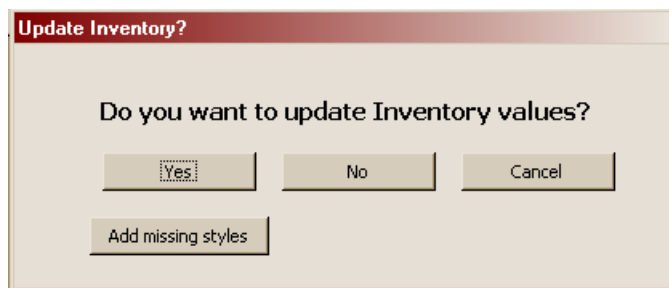 Update Inventory?
Do you want to update Inventory values?
Yes No Cancel
Add missing styles